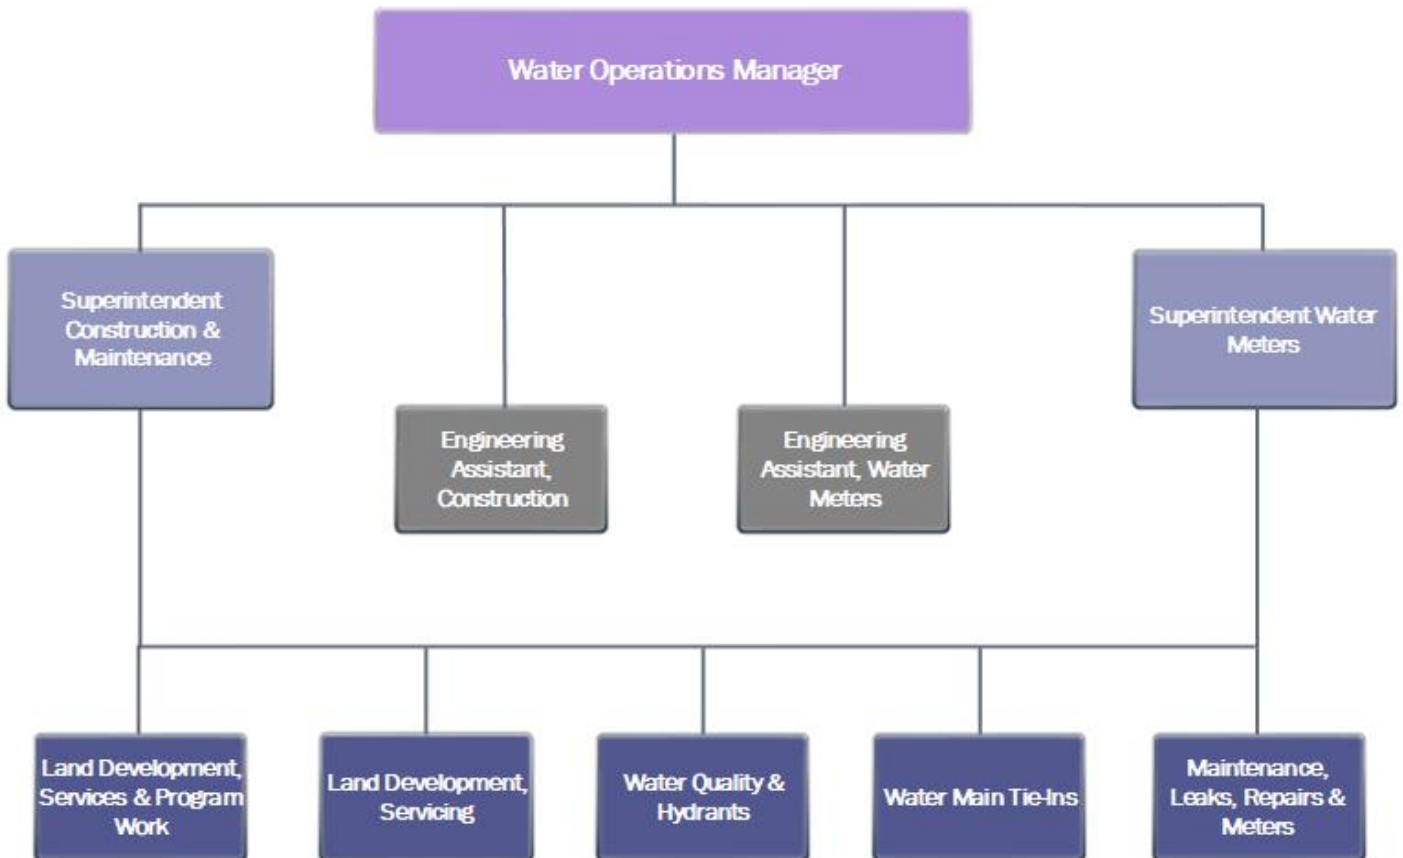 Water Operations Manager
Superintendent
Construction &
Maintenance
Superintendent Water
Meters
Engineering
Assistant,
Construction
Engineering
Assistant, Water
Meters
Land Development,
Services & Program
Work
Land Development,
Servicing
Water Quality &
Hydrants
Water Main Tie-Ins
Maintenance,
Leaks, Repairs &
Meters